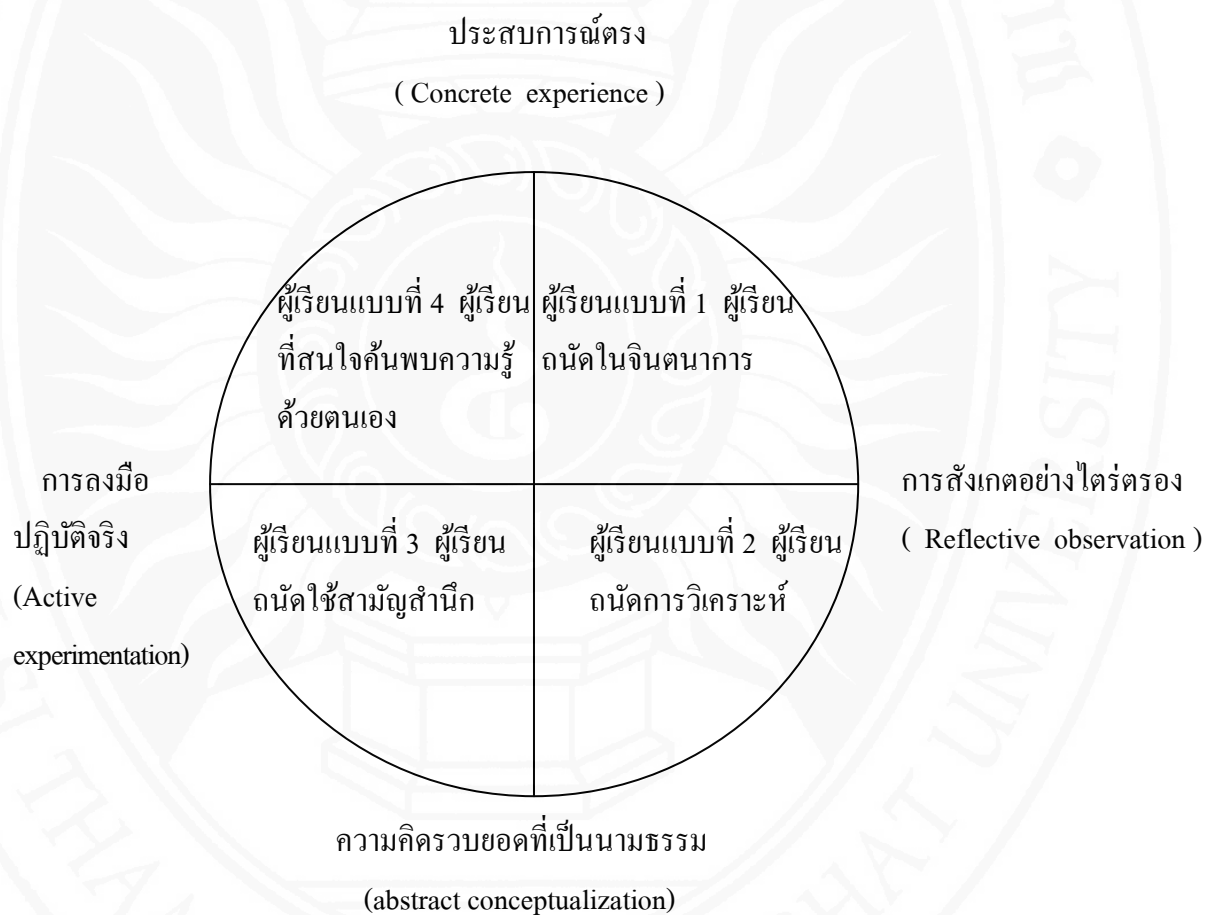 ประสบการณ์ตรง
( Concrete experience )
ผู้เรียนแบบที่ 4 ผู้เรียน
ที่สนใจค้นพบความรู้
ด้วยตนเอง
ผู้เรียนแบบที่ 1 ผู้เรียน
ถนัดในจินตนาการ
การลงมือ
ปฏิบัติจริง
(Active
experimentation)
การสังเกตอย่างไตร่ตรอง
( Reflective observation )
ผู้เรียนแบบที่ 3 ผู้เรียน
ถนัดใช้สามัญสำนึก
ผู้เรียนแบบที่ 2 ผู้เรียน
ถนัดการวิเคราะห์
ความคิดรวบยอดที่เป็นนามธรรม
(abstract conceptualization)
UNIVERSITY